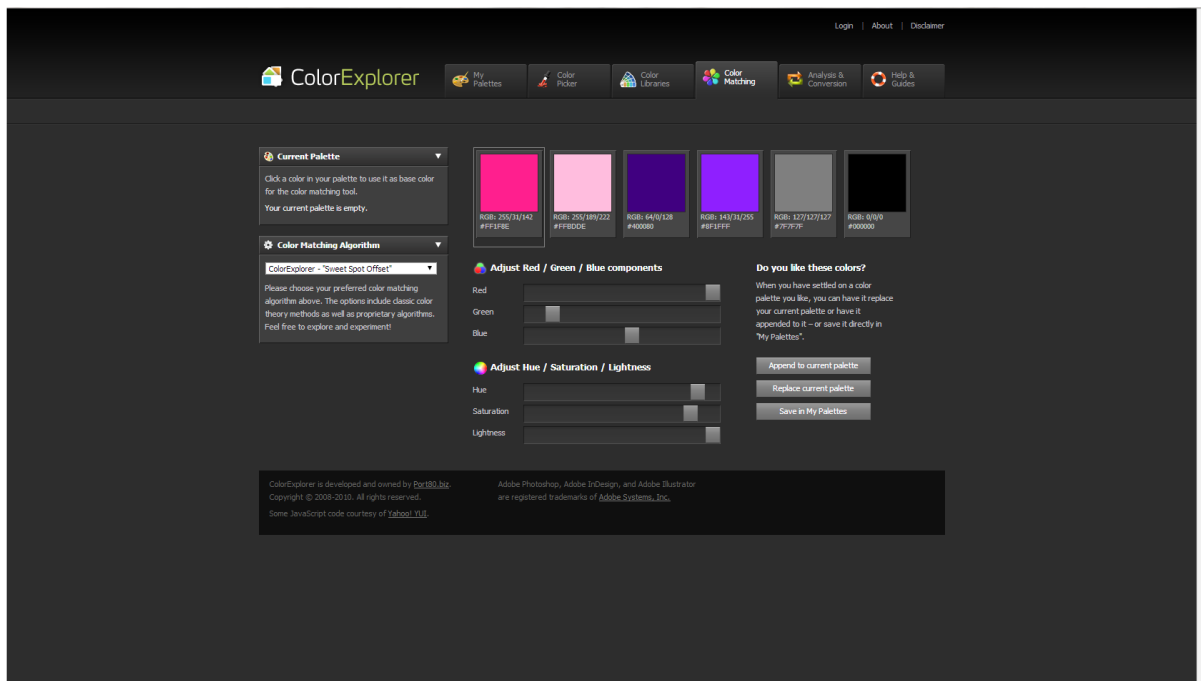 Login | About | Disclaimer
ColorExplorer
My
Palettes
Color
Picker
Color
Libraries
Color
Matching
Analysis &
Conversion
Help &
Guides
Current Palette
Click a color in your palette to use it as base color
for the color matching tool.
Your current palette is empty.
Color Matching Algorithm
ColorExplorer - "Sweet Spot Offset"
Please choose your preferred color matching
algorithm above. The options include classic color
theory methods as well as proprietary algorithms.
Feel free to explore and experiment!
RGB: 255/31/142
#FF1F8E
RGB: 255/189/222
#FFBDDE
RGB: 64/0/128
#400080
RGB: 143/31/255
#8F1FFF
RGB: 127/127/127
#7F7F7F
RGB: 0/0/0
#000000
Adjust Red / Green / Blue components
Red
Green
Blue
Adjust Hue / Saturation / Lightness
Hue
Saturation
Lightness
Do you like these colors?
When you have settled on a color
palette you like, you can have it replace
your current palette or have it
appended to it – or save it directly in
"My Palettes".
Append to current palette
Replace current palette
Save in My Palettes
ColorExplorer is developed and owned by Port80.biz.
Copyright © 2008-2010. All rights reserved.
Some JavaScript code courtesy of Yahoo! YUI.
Adobe Photoshop, Adobe InDesign, and Adobe Illustrator
are registered trademarks of Adobe Systems, Inc.